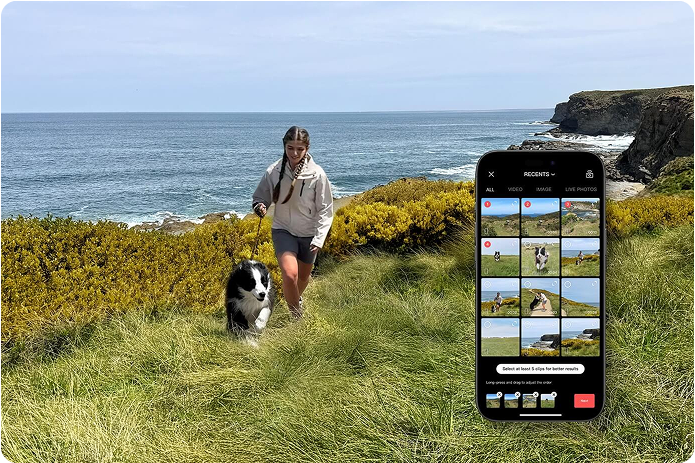 RECENTS
ALL VIDEO IMAGE LIVE PHOTOS
Select at least 5 clips for better results
Long-press and drag to adjust the order